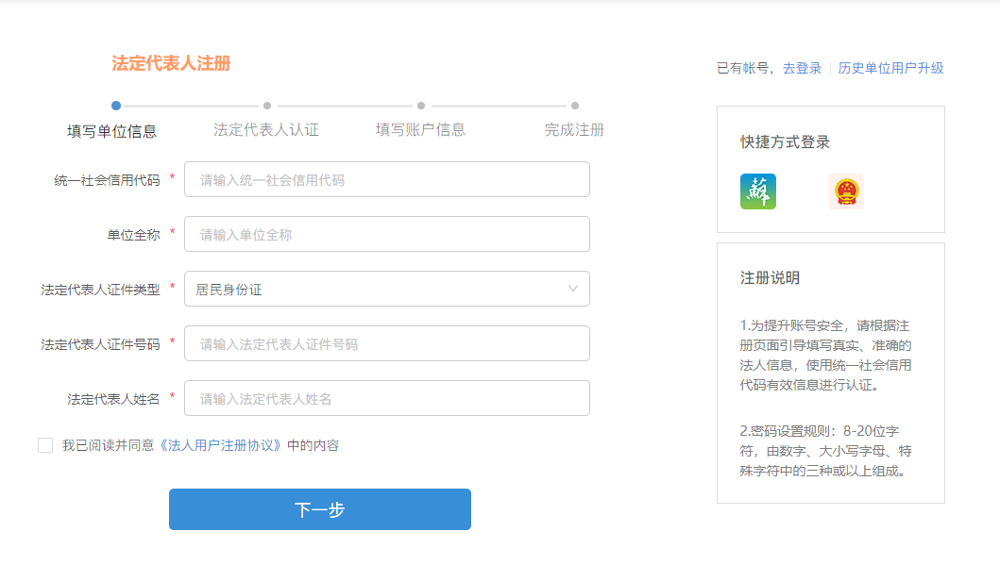 法定代表人注册
已有帐号，去登录 历史单位用户升级
填写单位信息 法定代表人认证 填写账户信息 完成注册
统一社会信用代码 * 请输入统一社会信用代码
单位全称 * 请输入单位全称
法定代表人证件类型 * 居民身份证
法定代表人证件号码 * 请输入法定代表人证件号码
法定代表人姓名 * 请输入法定代表人姓名
我已阅读并同意《法人用户注册协议》中的内容
下一步
快捷方式登录
蘇
注册说明
1.为提升账号安全，请根据注
册页面引导填写真实、准确的
法人信息，使用统一社会信用
代码有效信息进行认证。
2.密码设置规则：8-20位字
符，由数字、大小写字母、特
殊字符中的三种或以上组成。